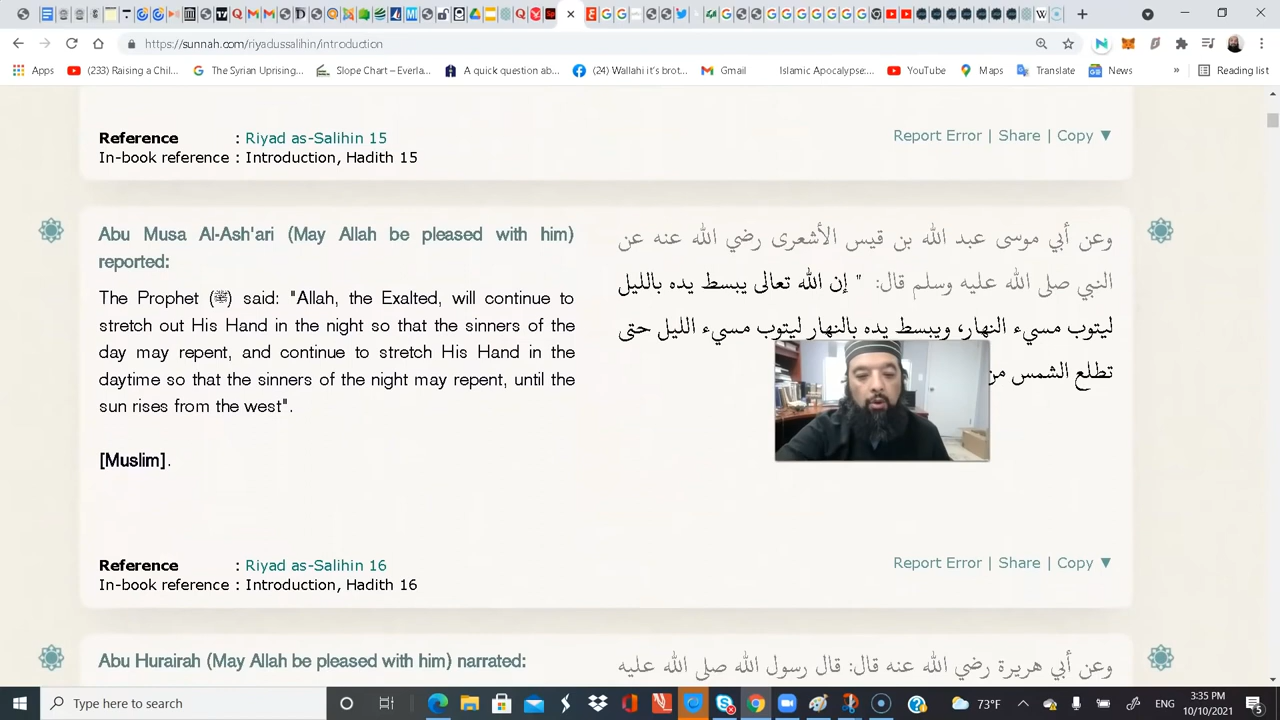 https://sunnah.com/riyadussalihin/introduction
Apps
(233) Raising a Chil...
The Syrian Uprising...
Slope Chart – Everla...
A quick question ab...
(24) Wallahi it's brot...
Gmail
Islamic Apocalypse:...
YouTube
Maps
Translate
News
»
Reading list
Reference : Riyad as-Salihin 15
In-book reference : Introduction, Hadith 15
Report Error | Share | Copy ▼
Abu Musa Al-Ash'ari (May Allah be pleased with him)
reported:
The Prophet (ﷺ) said: "Allah, the Exalted, will continue to
stretch out His Hand in the night so that the sinners of the
day may repent, and continue to stretch His Hand in the
daytime so that the sinners of the night may repent, until the
sun rises from the west".
[Muslim].
وعن أبي موسى عبد الله بن قيس الأشعرى رضي الله عنه عن
النبي صلى الله عليه وسلم قال: " إن الله تعالى يبسط يده بالليل
ليتوب مسيء النهار، ويبسط يده بالنهار ليتوب مسيء الليل حتى
تطلع الشمس من
Reference : Riyad as-Salihin 16
In-book reference : Introduction, Hadith 16
Report Error | Share | Copy ▼
Abu Hurairah (May Allah be pleased with him) narrated:
وعن أبي هريرة رضي الله عنه قال: قال رسول الله صلى الله عليه
Type here to search
73°F
ENG
3:35 PM
10/10/2021
5